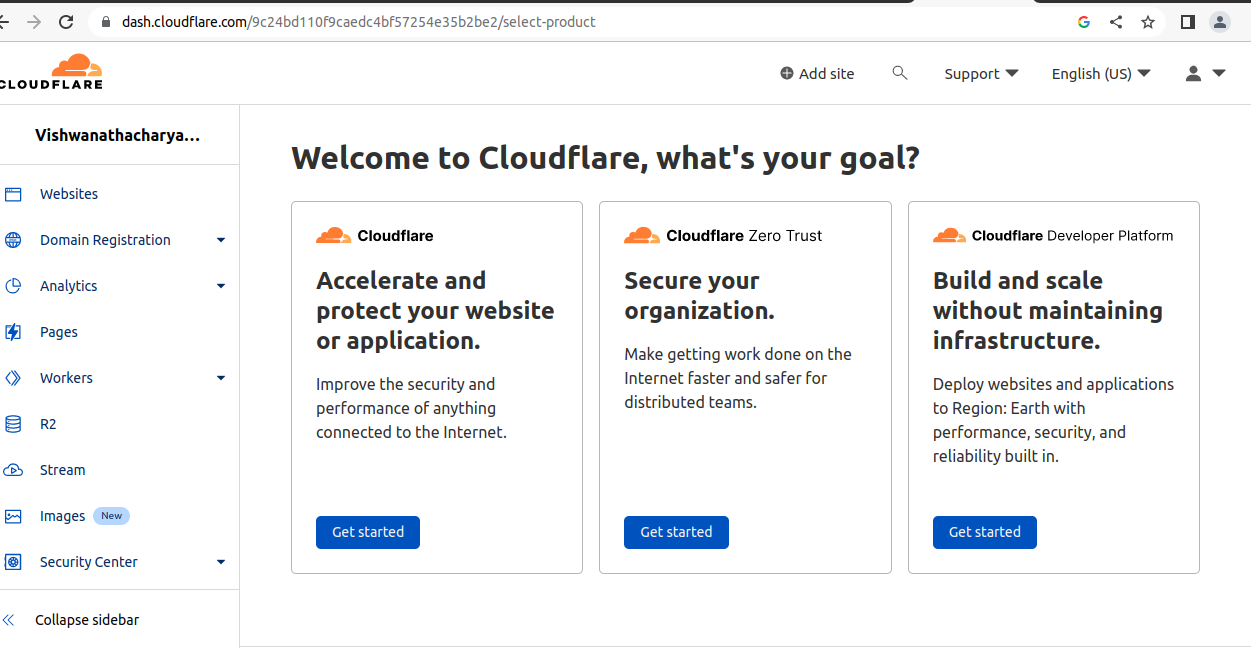 dash.cloudflare.com/9c24bd110f9caedc4bf57254e35b2be2/select-product
CLOUDFLARE
Add site
Support
English (US)
Vishwanathacharya...
Websites
Domain Registration
Analytics
Pages
Workers
R2
Stream
Images New
Security Center
Collapse sidebar
Welcome to Cloudflare, what's your goal?
Cloudflare
Accelerate and
protect your website
or application.
Improve the security and
performance of anything
connected to the Internet.
Get started
Cloudflare Zero Trust
Secure your
organization.
Make getting work done on the
Internet faster and safer for
distributed teams.
Get started
Cloudflare Developer Platform
Build and scale
without maintaining
infrastructure.
Deploy websites and applications
to Region: Earth with
performance, security, and
reliability built in.
Get started